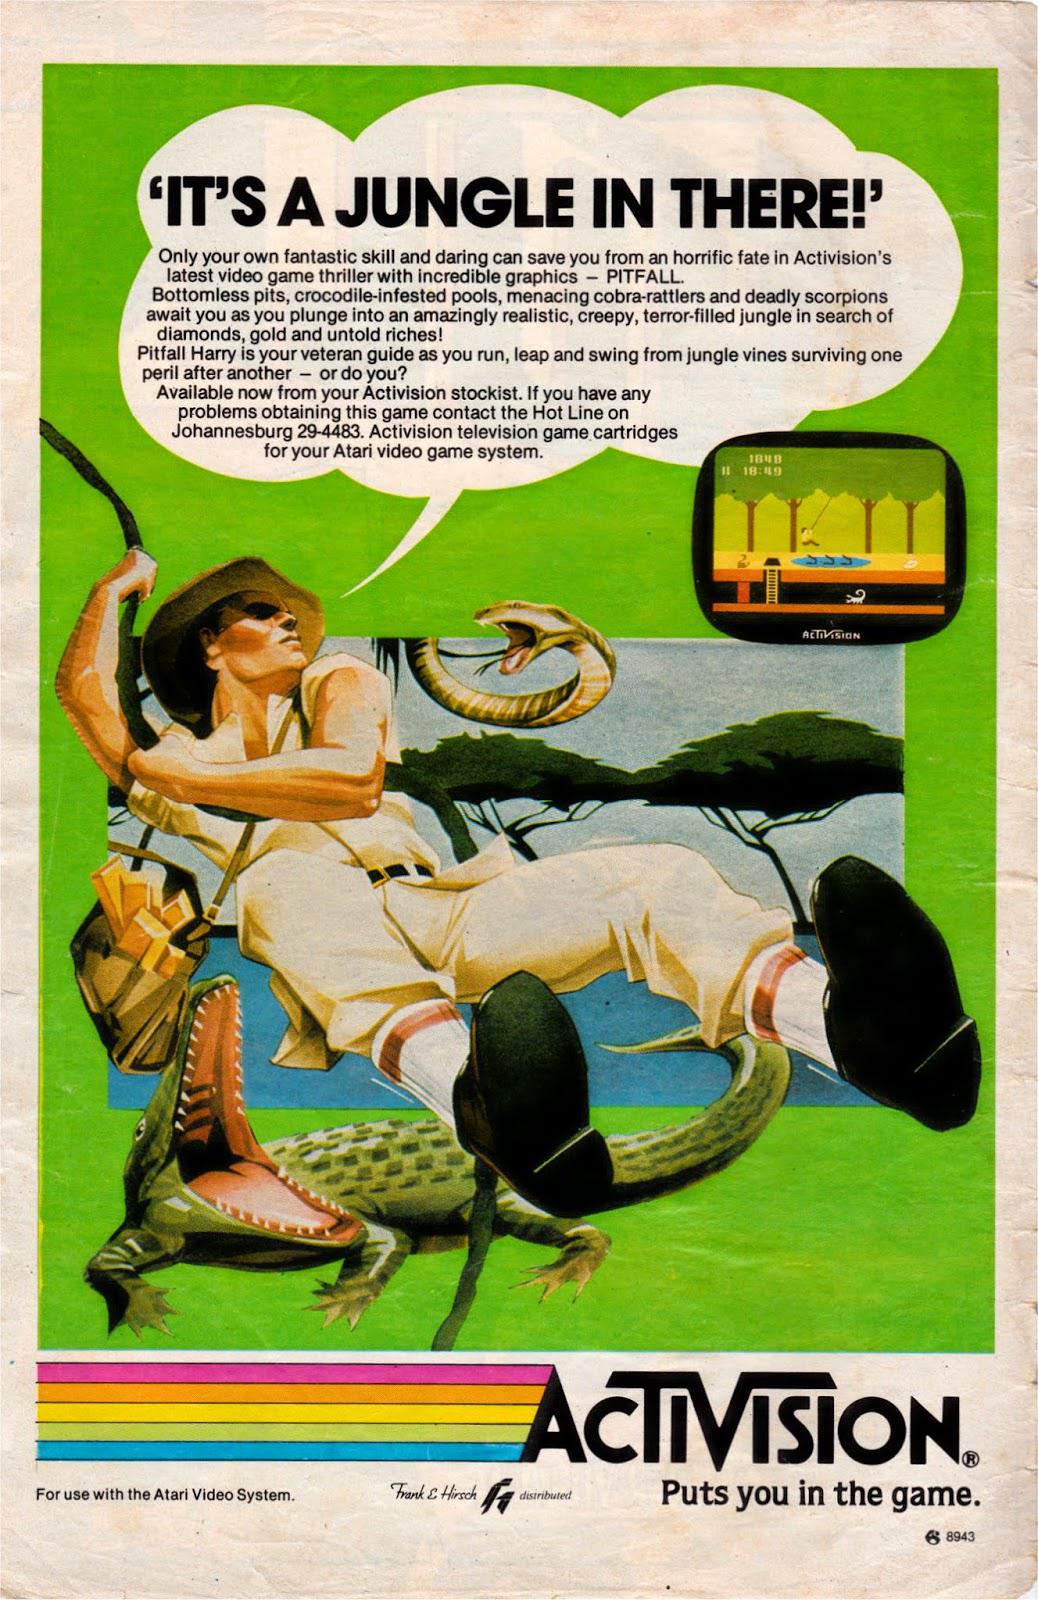 ‘IT’S A JUNGLE IN THERE!’
Only your own fantastic skill and daring can save you from an horrific fate in Activision’s
latest video game thriller with incredible graphics – PITFALL.
Bottomless pits, crocodile-infested pools, menacing cobra-rattlers and deadly scorpions
await you as you plunge into an amazingly realistic, creepy, terror-filled jungle in search of
diamonds, gold and untold riches!
Pitfall Harry is your veteran guide as you run, leap and swing from jungle vines surviving one
peril after another – or do you?
Available now from your Activision stockist. If you have any
problems obtaining this game contact the Hot Line on
Johannesburg 29-4483. Activision television game cartridges
for your Atari video game system.
1848
II 18:49
ACTIVISION
ACTIVISION®
Puts you in the game.
For use with the Atari Video System.
Frank & Hirsch distributed
8943